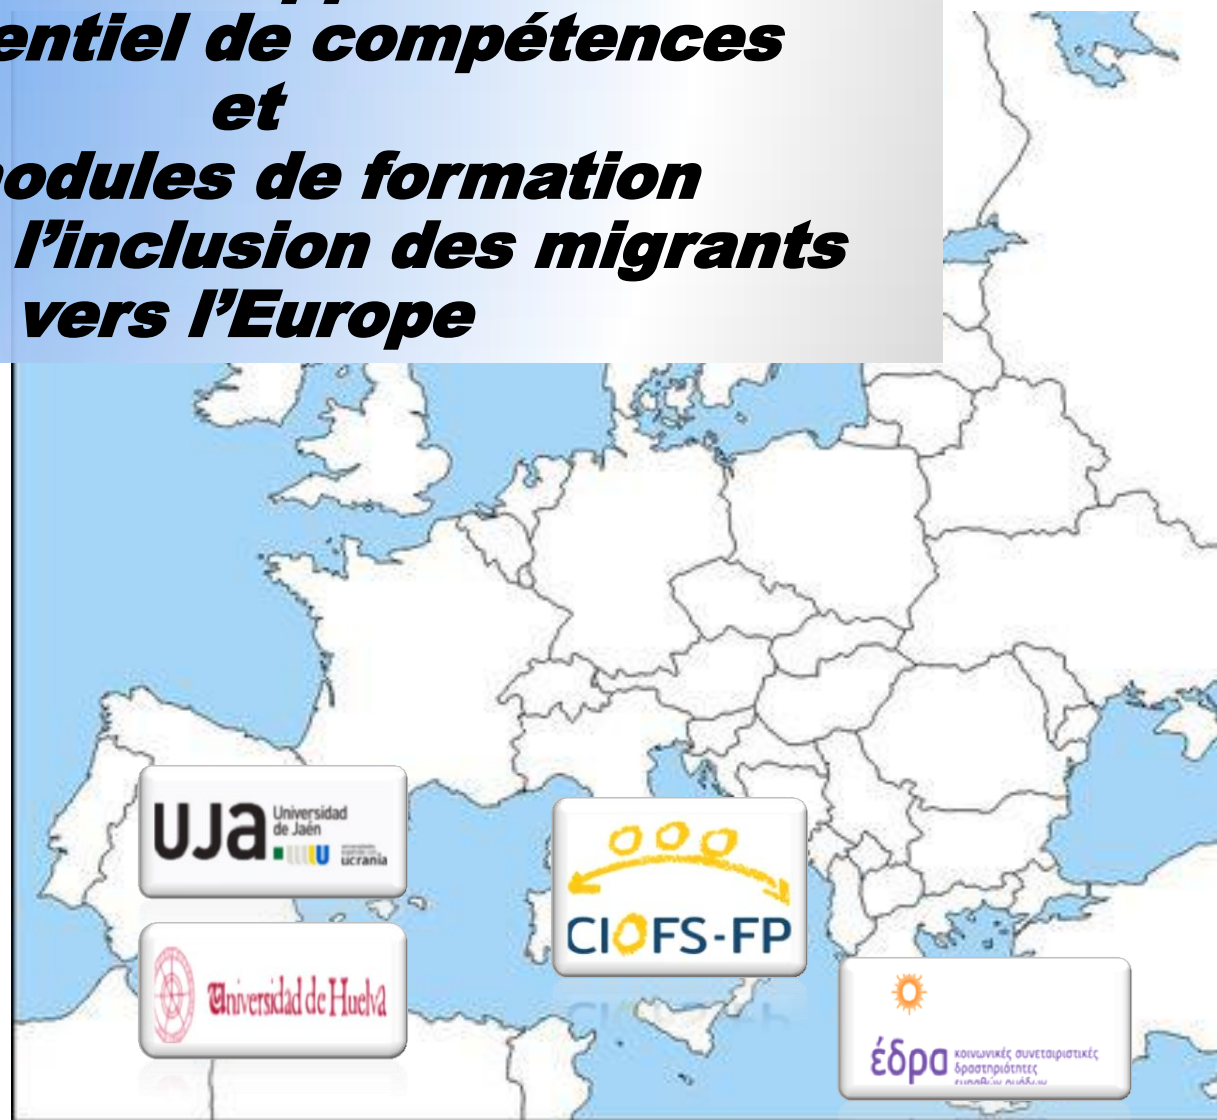 entiel de compétences
et
odules de formation
l’inclusion des migrants
vers l’Europe
UJa
Universidad
de Jaén
ucrania
CIOFS-FP
Universidad de Huelva
έδρα
κοινωνικές συνεταιριστικές
δραστηριότητες